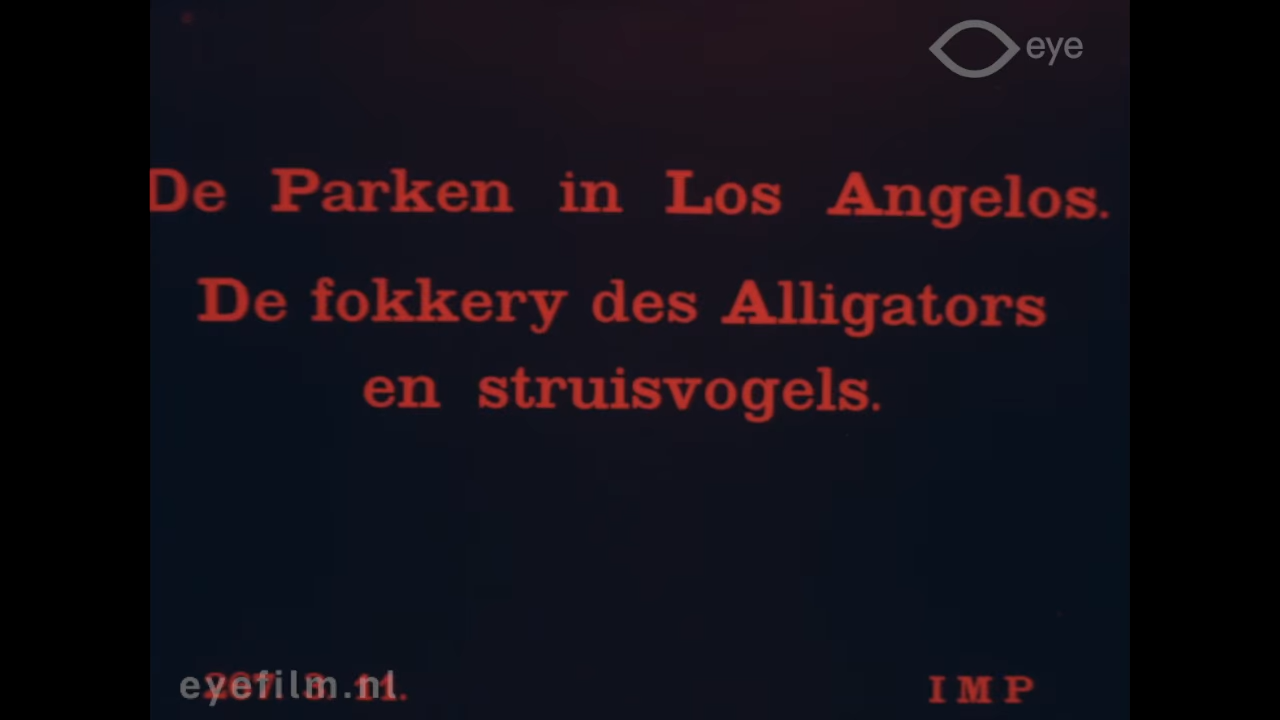 eye
De Parken in Los Angelos.
De fokkery des Alligators
en struisvogels.
eyefilm.nl
IMP